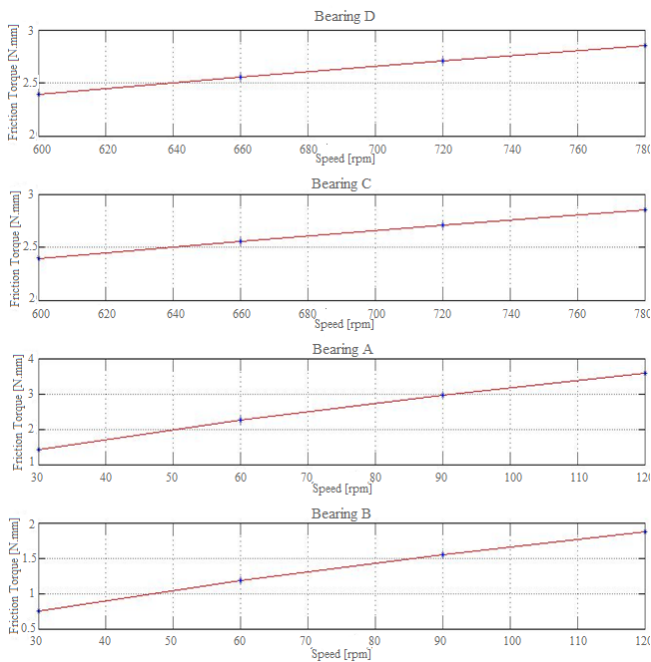 Bearing D
Friction Torque [N.mm]
3
2.5
2
600 620 640 660 680 700 720 740 760 780
Speed [rpm]
Bearing C
Friction Torque [N.mm]
3
2.5
2
600 620 640 660 680 700 720 740 760 780
Speed [rpm]
Bearing A
Friction Torque [N.mm]
4
3
2
1
30 40 50 60 70 80 90 100 110 120
Speed [rpm]
Bearing B
Friction Torque [N.mm]
2
1.5
1
0.5
30 40 50 60 70 80 90 100 110 120
Speed [rpm]